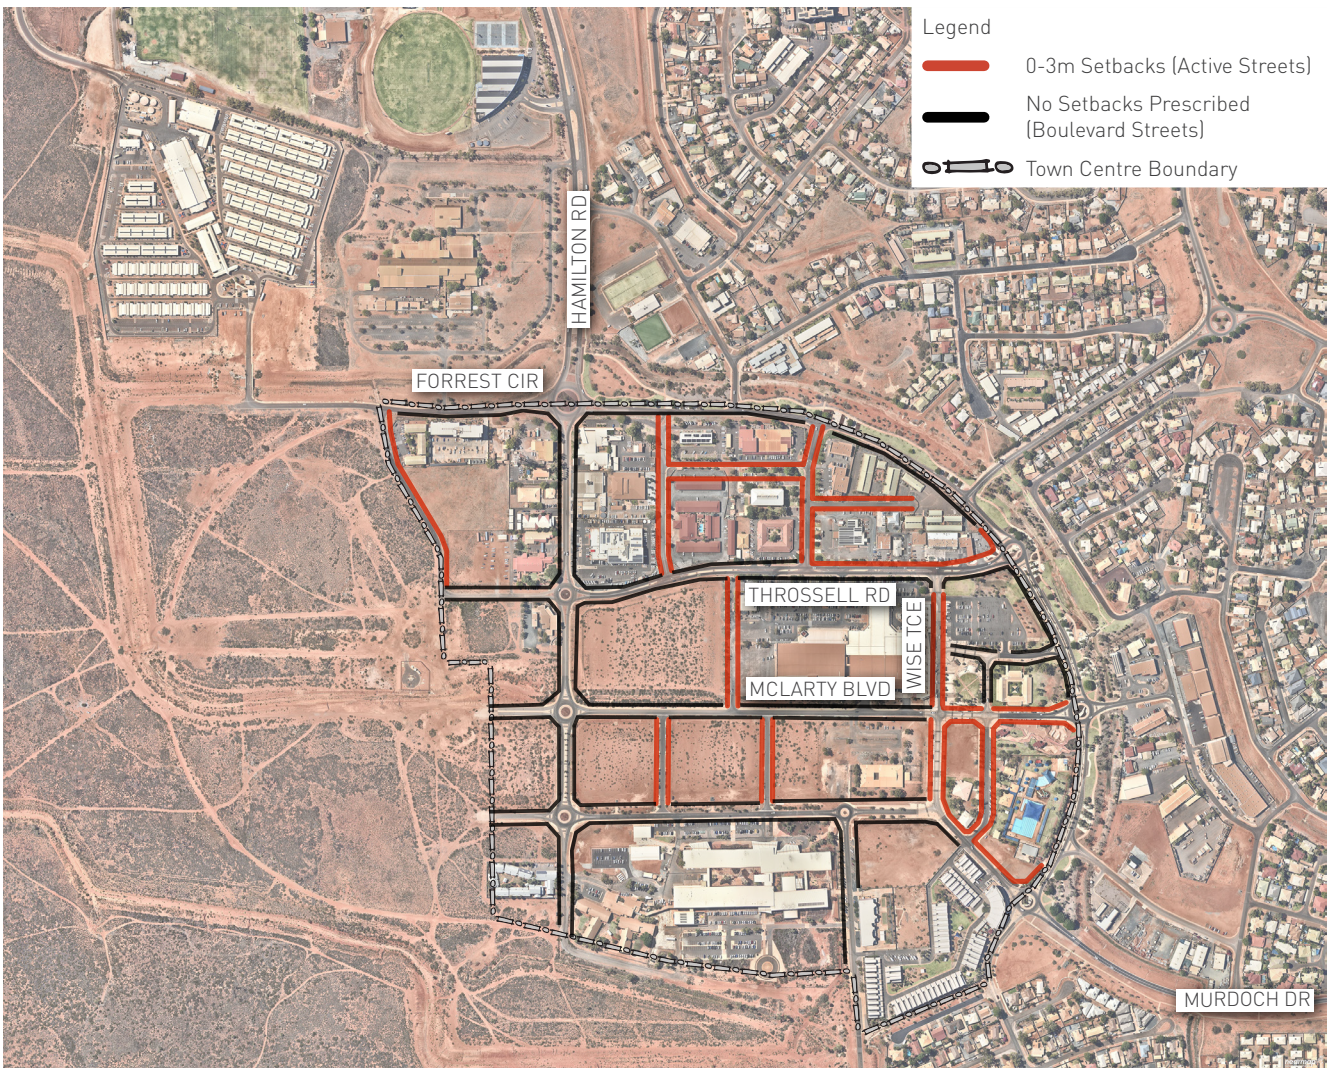 Legend
0-3m Setbacks (Active Streets)
No Setbacks Prescribed
(Boulevard Streets)
Town Centre Boundary
HAMILTON RD
FORREST CIR
THROSSELL RD
WISE TCE
MCLARTY BLVD
MURDOCH DR